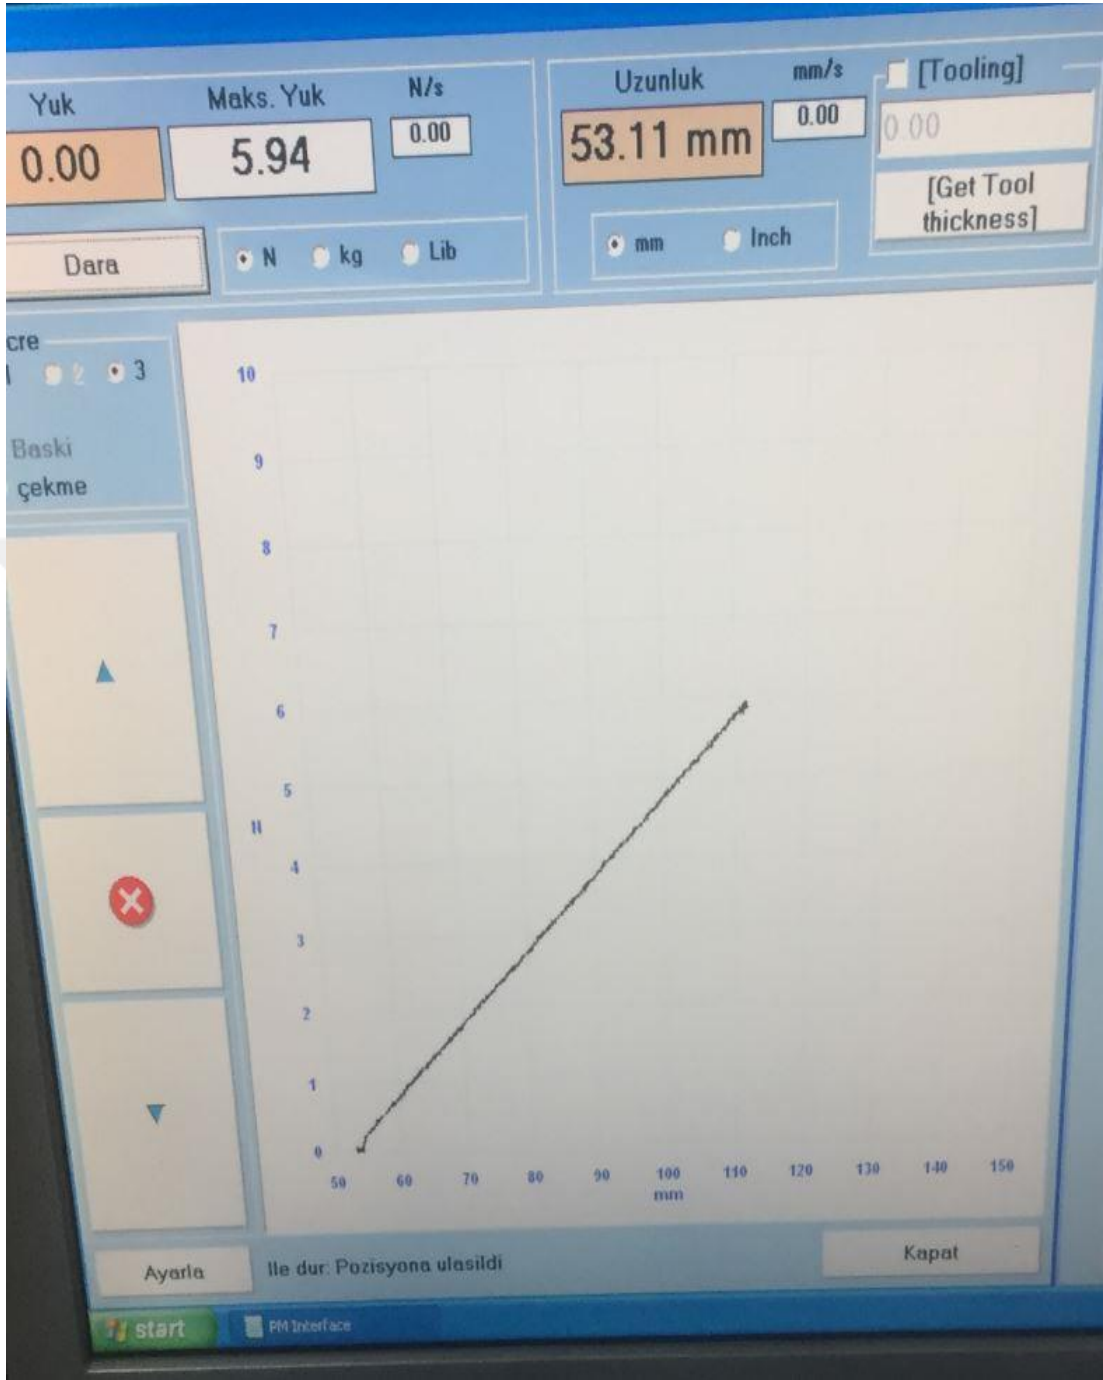 Yuk Maks. Yuk N/s Uzunluk mm/s [Tooling]
0.00 5.94 0.00 53.11 mm 0.00 0.00
[Get Tool
thickness]
Dara N kg Lib mm Inch
cre
2 3
Baski
çekme
10
9
8
7
6
5
N
4
3
2
1
0
50 60 70 80 90 100 110 120 130 140 150
mm
Ayarla Ile dur: Pozisyona ulasildi Kapat
start PM Interface